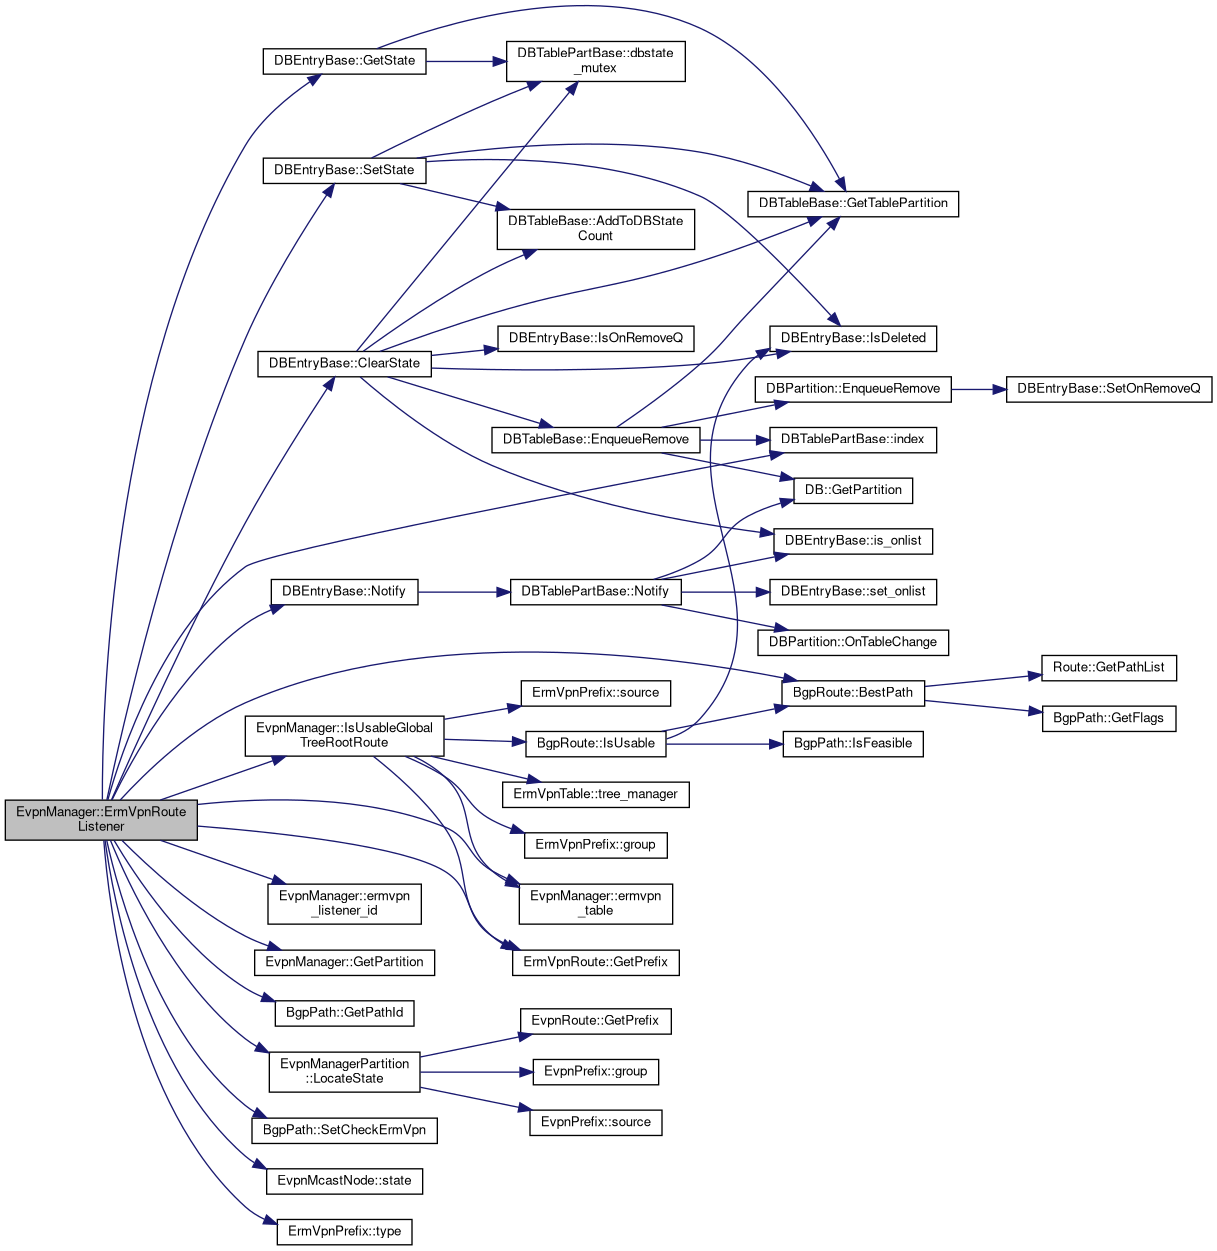 DBEntryBase::GetState
DBTablePartBase::dbstate
_mutex
DBEntryBase::SetState
DBTableBase::GetTablePartition
DBTableBase::AddToDBState
Count
DBEntryBase::IsOnRemoveQ
DBEntryBase::IsDeleted
DBEntryBase::ClearState
DBPartition::EnqueueRemove
DBEntryBase::SetOnRemoveQ
DBTableBase::EnqueueRemove
DBTablePartBase::index
DB::GetPartition
DBEntryBase::is_onlist
DBEntryBase::Notify
DBTablePartBase::Notify
DBEntryBase::set_onlist
DBPartition::OnTableChange
Route::GetPathList
ErmVpnPrefix::source
BgpRoute::BestPath
BgpPath::GetFlags
EvpnManager::IsUsableGlobal
TreeRootRoute
BgpRoute::IsUsable
BgpPath::IsFeasible
ErmVpnTable::tree_manager
EvpnManager::ErmVpnRoute
Listener
ErmVpnPrefix::group
EvpnManager::ermvpn
_listener_id
EvpnManager::ermvpn
_table
EvpnManager::GetPartition
ErmVpnRoute::GetPrefix
BgpPath::GetPathId
EvpnRoute::GetPrefix
EvpnManagerPartition
::LocateState
EvpnPrefix::group
EvpnPrefix::source
BgpPath::SetCheckErmVpn
EvpnMcastNode::state
ErmVpnPrefix::type